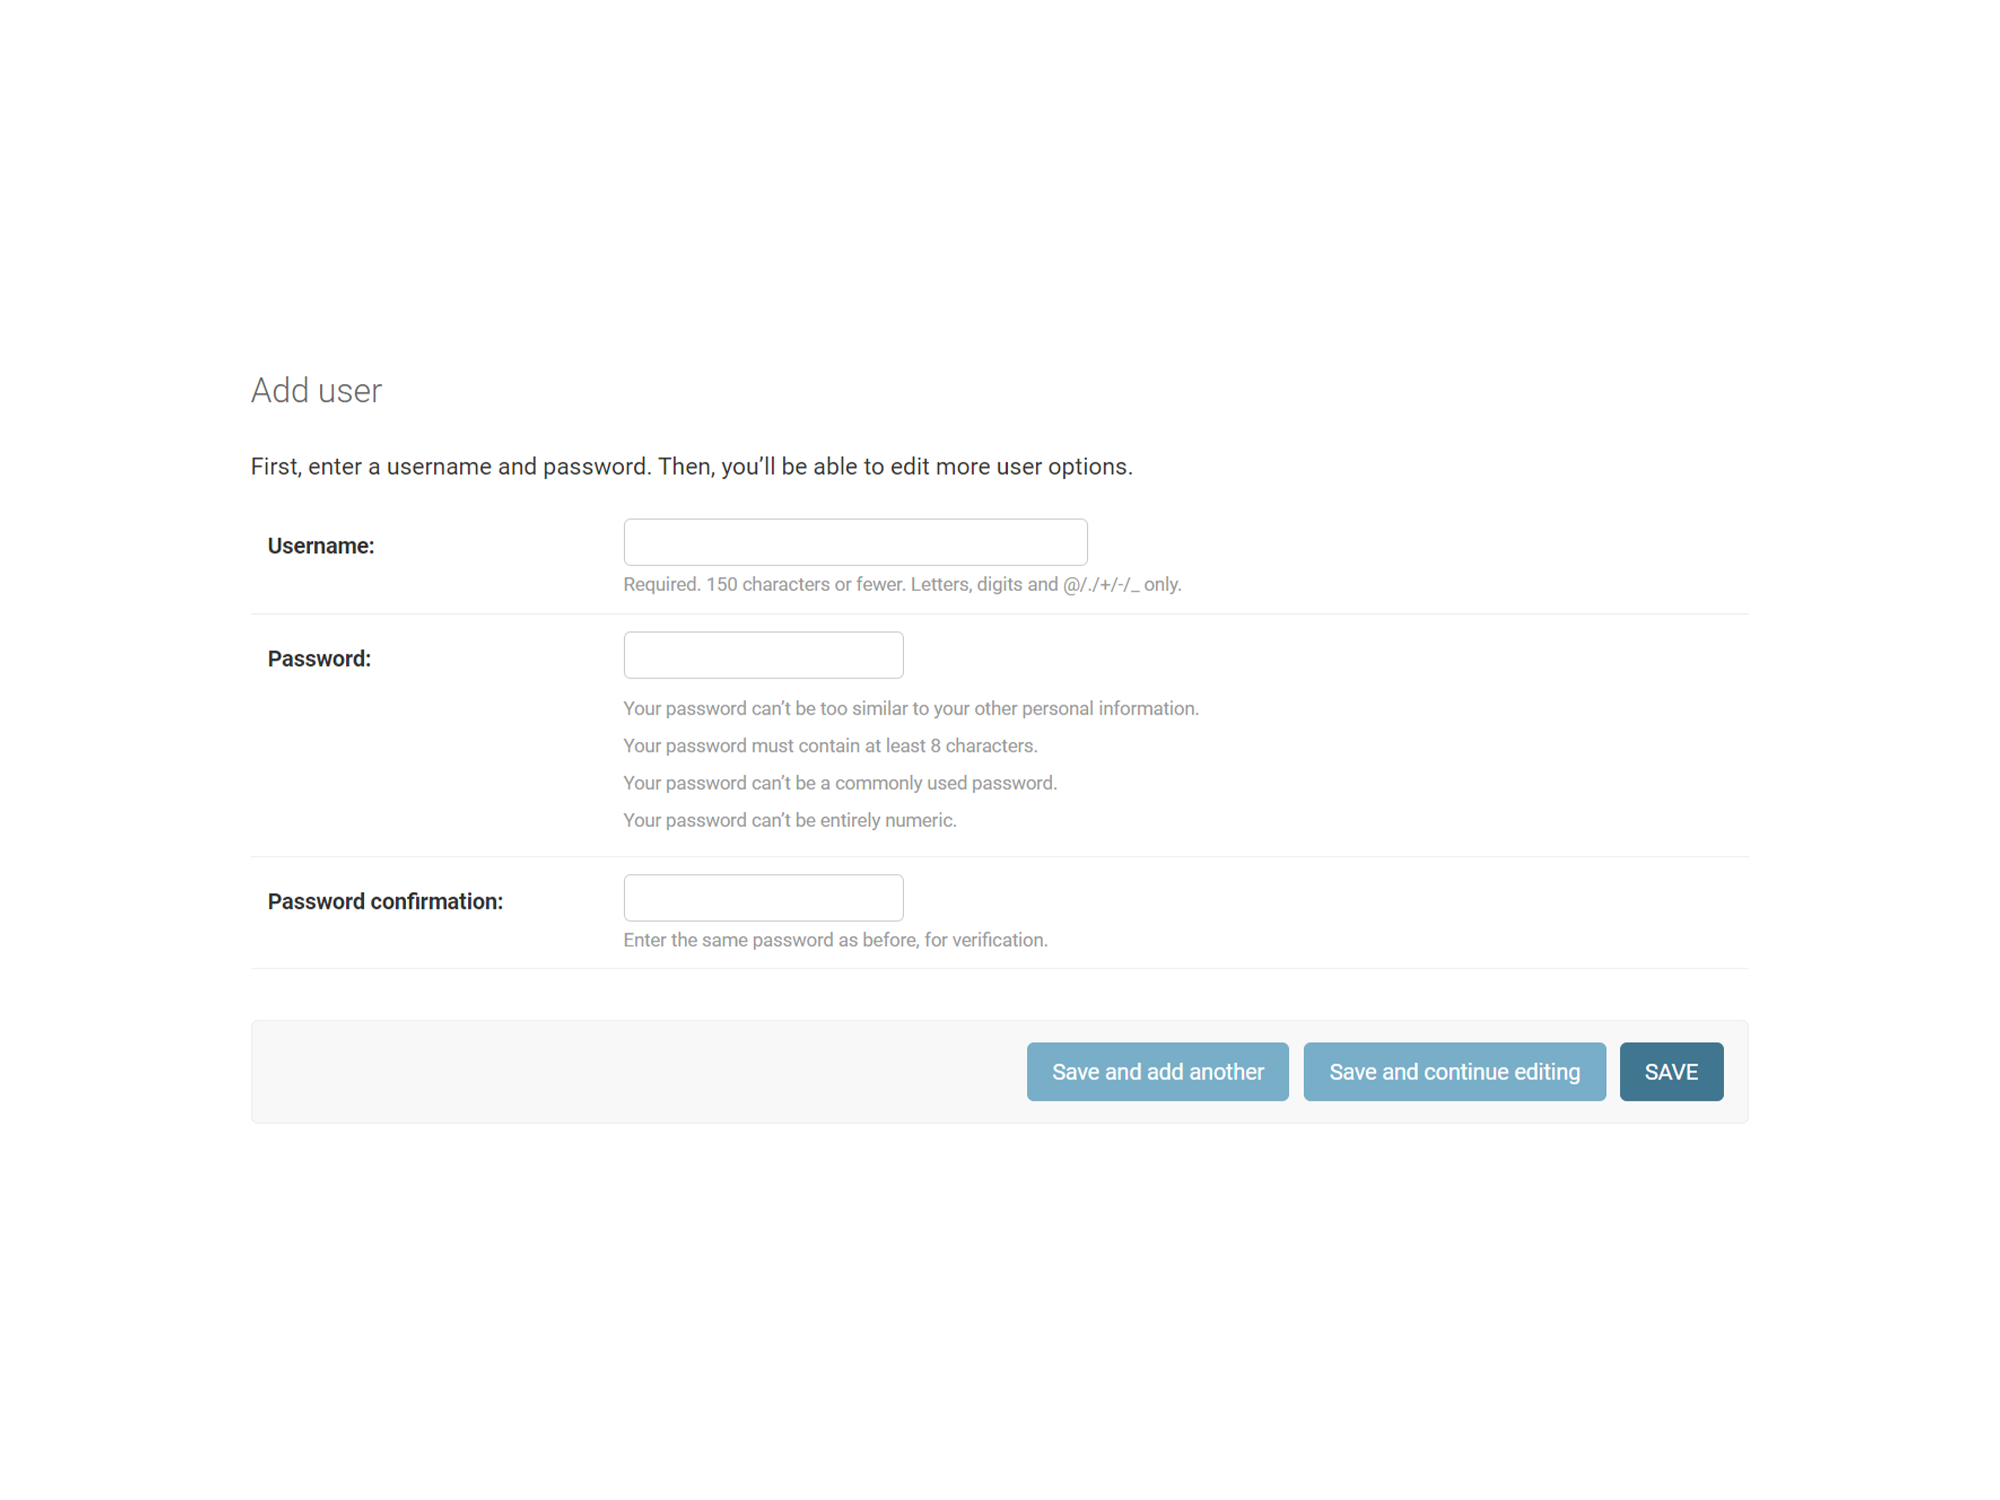 Add user
First, enter a username and password. Then, you’ll be able to edit more user options.
Username:
Required. 150 characters or fewer. Letters, digits and @/./+/-/_ only.
Password:
Your password can’t be too similar to your other personal information.
Your password must contain at least 8 characters.
Your password can’t be a commonly used password.
Your password can’t be entirely numeric.
Password confirmation:
Enter the same password as before, for verification.
Save and add another
Save and continue editing
SAVE